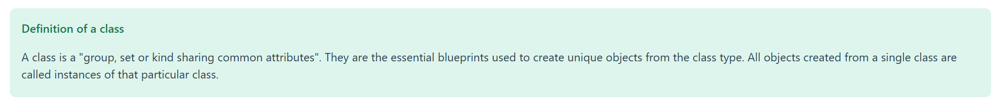 Definition of a class
A class is a "group, set or kind sharing common attributes". They are the essential blueprints used to create unique objects from the class type. All objects created from a single class are
called instances of that particular class.